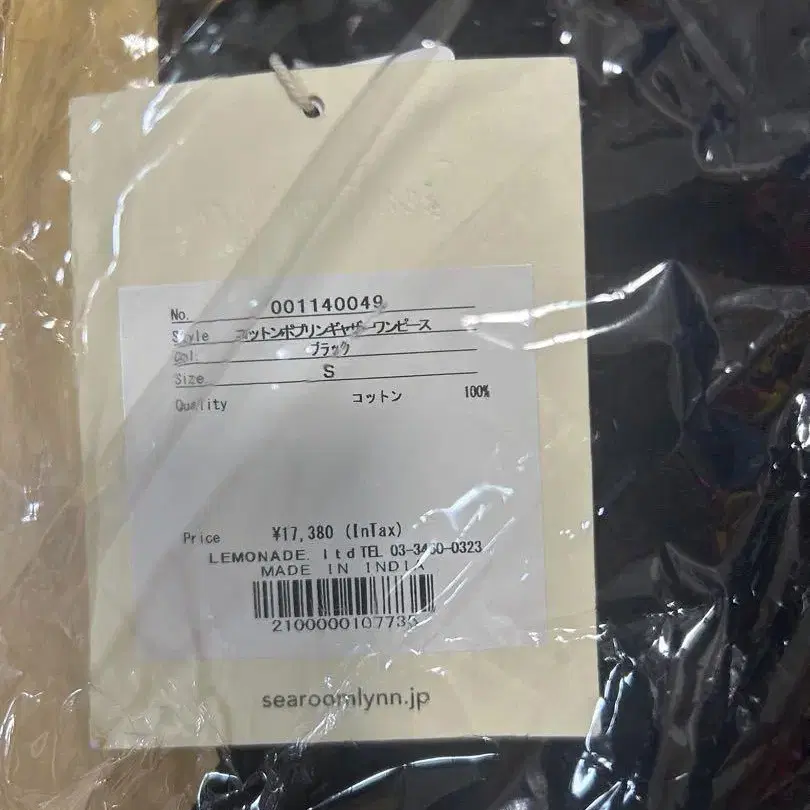 No. 001140049
Style コットンポプリンギャザーワンピース
Col. ブラック
Size S
Quality コットン 100%
Price ¥17,380 (InTax)
LEMONADE. ltd TEL 03-3460-0323
MADE IN INDIA
2100000107735
searoomlynn.jp